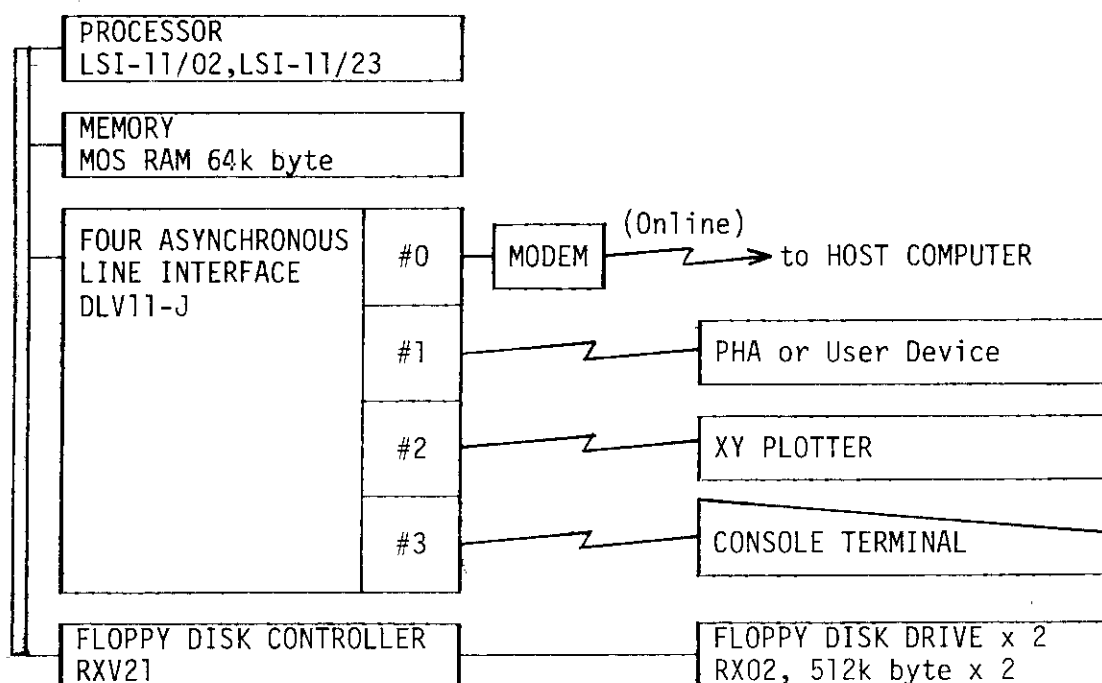 PROCESSOR
LSI-11/02,LSI-11/23
MEMORY
MOS RAM 64k byte
FOUR ASYNCHRONOUS
LINE INTERFACE
DLV11-J
#0
MODEM
(Online)
to HOST COMPUTER
#1
PHA or User Device
#2
XY PLOTTER
#3
CONSOLE TERMINAL
FLOPPY DISK CONTROLLER
RXV21
FLOPPY DISK DRIVE x 2
RX02, 512k byte x 2